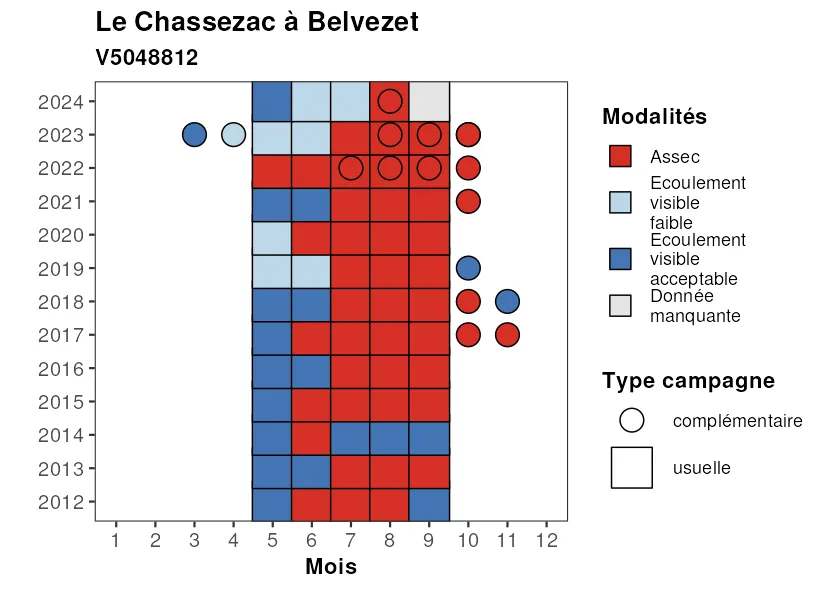 Le Chassezac à Belvezet
V5048812
2024
2023
2022
2021
2020
2019
2018
2017
2016
2015
2014
2013
2012
1 2 3 4 5 6 7 8 9 10 11 12
Mois
Modalités
Assec
Ecoulement
visible
faible
Ecoulement
visible
acceptable
Donnée
manquante
Type campagne
complémentaire
usuelle